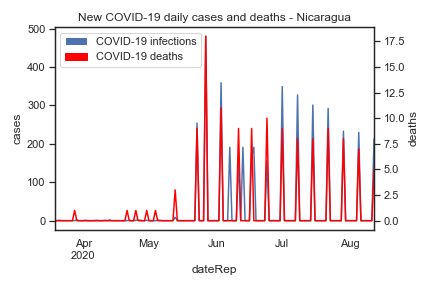 New COVID-19 daily cases and deaths - Nicaragua
COVID-19 infections
COVID-19 deaths
500
400
300
200
100
0
cases
17.5
15.0
12.5
10.0
7.5
5.0
2.5
0.0
deaths
Apr
2020
May
Jun
Jul
Aug
dateRep